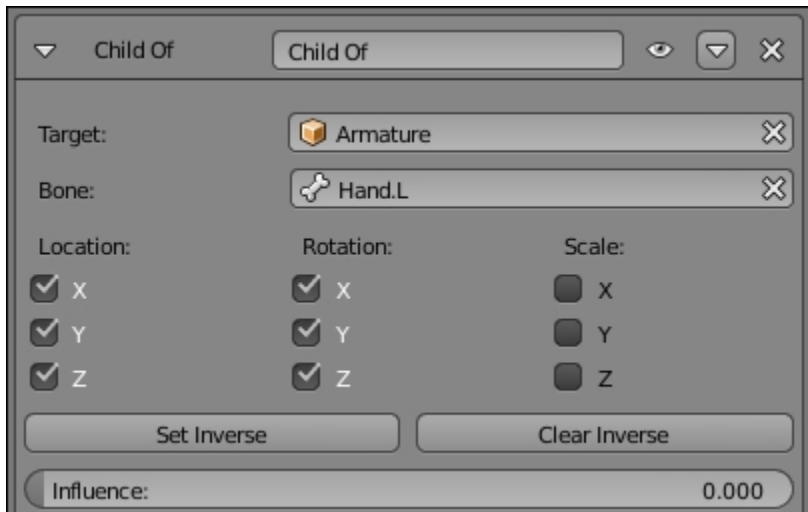 Child Of Child Of
Target: Armature
Bone: Hand.L
Location: Rotation: Scale:
X X X
Y Y Y
Z Z Z
Set Inverse Clear Inverse
Influence: 0.000